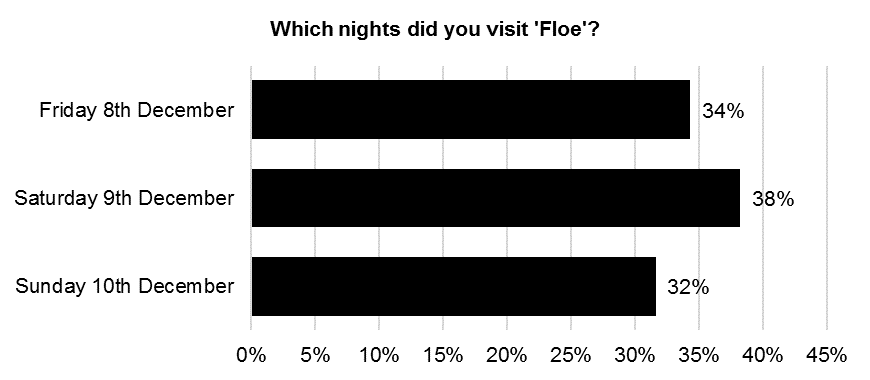 Which nights did you visit 'Floe'?
Friday 8th December
34%
Saturday 9th December
38%
Sunday 10th December
32%
0% 5% 10% 15% 20% 25% 30% 35% 40% 45%